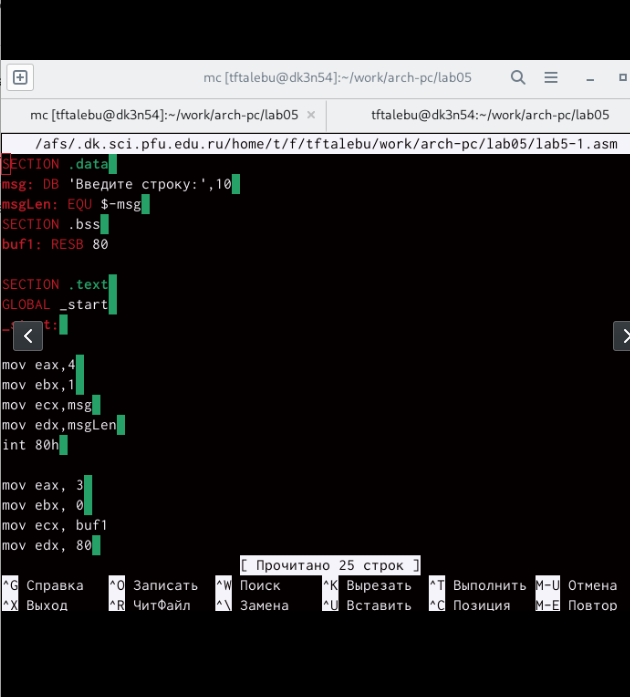 mc [tftalebu@dk3n54]:~/work/arch-pc/lab05
mc [tftalebu@dk3n54]:~/work/arch-pc/lab05 × tftalebu@dk3n54:~/work/arch-pc/lab05
/afs/.dk.sci.pfu.edu.ru/home/t/f/tftalebu/work/arch-pc/lab05/lab5-1.asm
SECTION .data
msg: DB 'Введите строку:',10
msgLen: EQU $-msg
SECTION .bss
buf1: RESB 80
SECTION .text
GLOBAL _start
mov eax,4
mov ebx,1
mov ecx,msg
mov edx,msgLen
int 80h
mov eax, 3
mov ebx, 0
mov ecx, buf1
mov edx, 80
[ Прочитано 25 строк ]
^G Справка ^O Записать ^W Поиск ^K Вырезать ^T Выполнить M-U Отмена
^X Выход ^R ЧитФайл ^\ Замена ^U Вставить ^C Позиция M-E Повтор